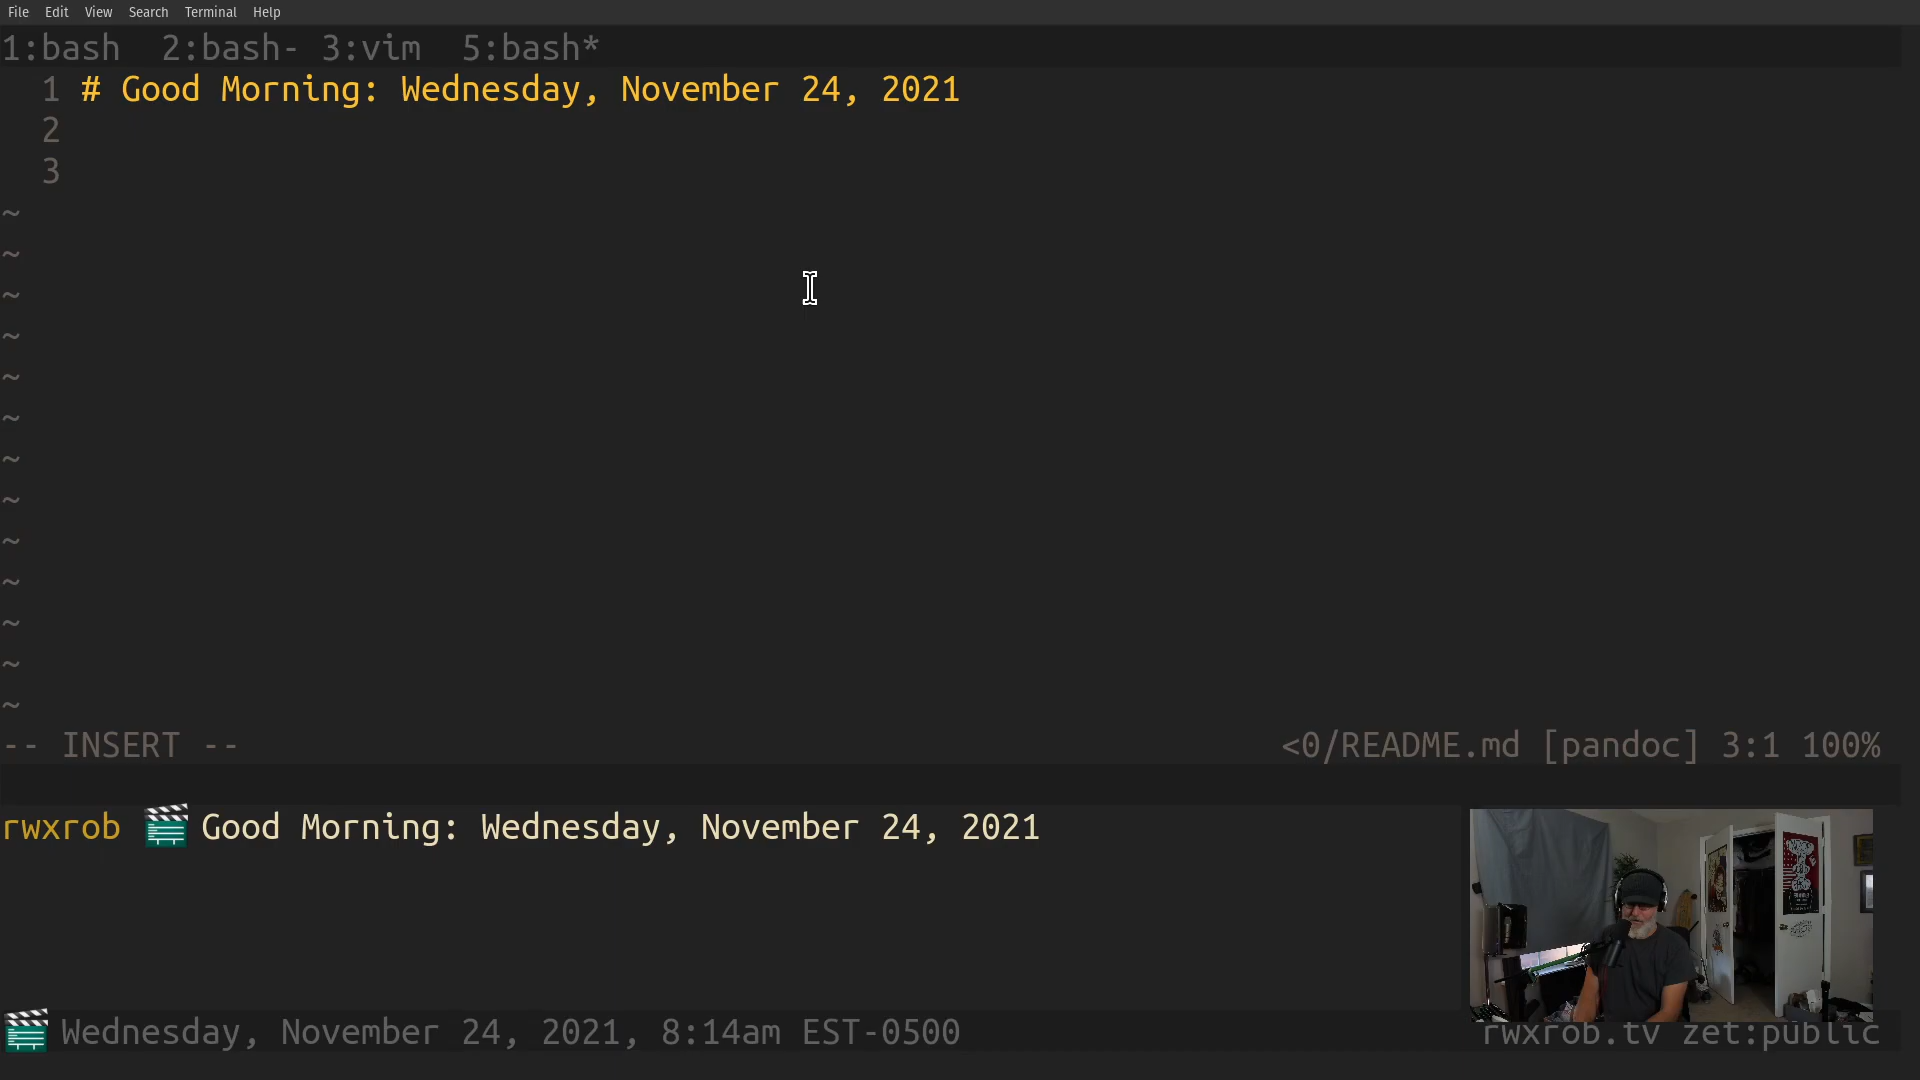 File Edit View Search Terminal Help
1:bash 2:bash- 3:vim 5:bash*
1 # Good Morning: Wednesday, November 24, 2021
2
3
~
~
~
~
~
~
~
~
~
~
~
~
~
-- INSERT -- <0/README.md [pandoc] 3:1 100%
rwxrob 🎬 Good Morning: Wednesday, November 24, 2021
🎬 Wednesday, November 24, 2021, 8:14am EST-0500 rwxrob.tv zet:public